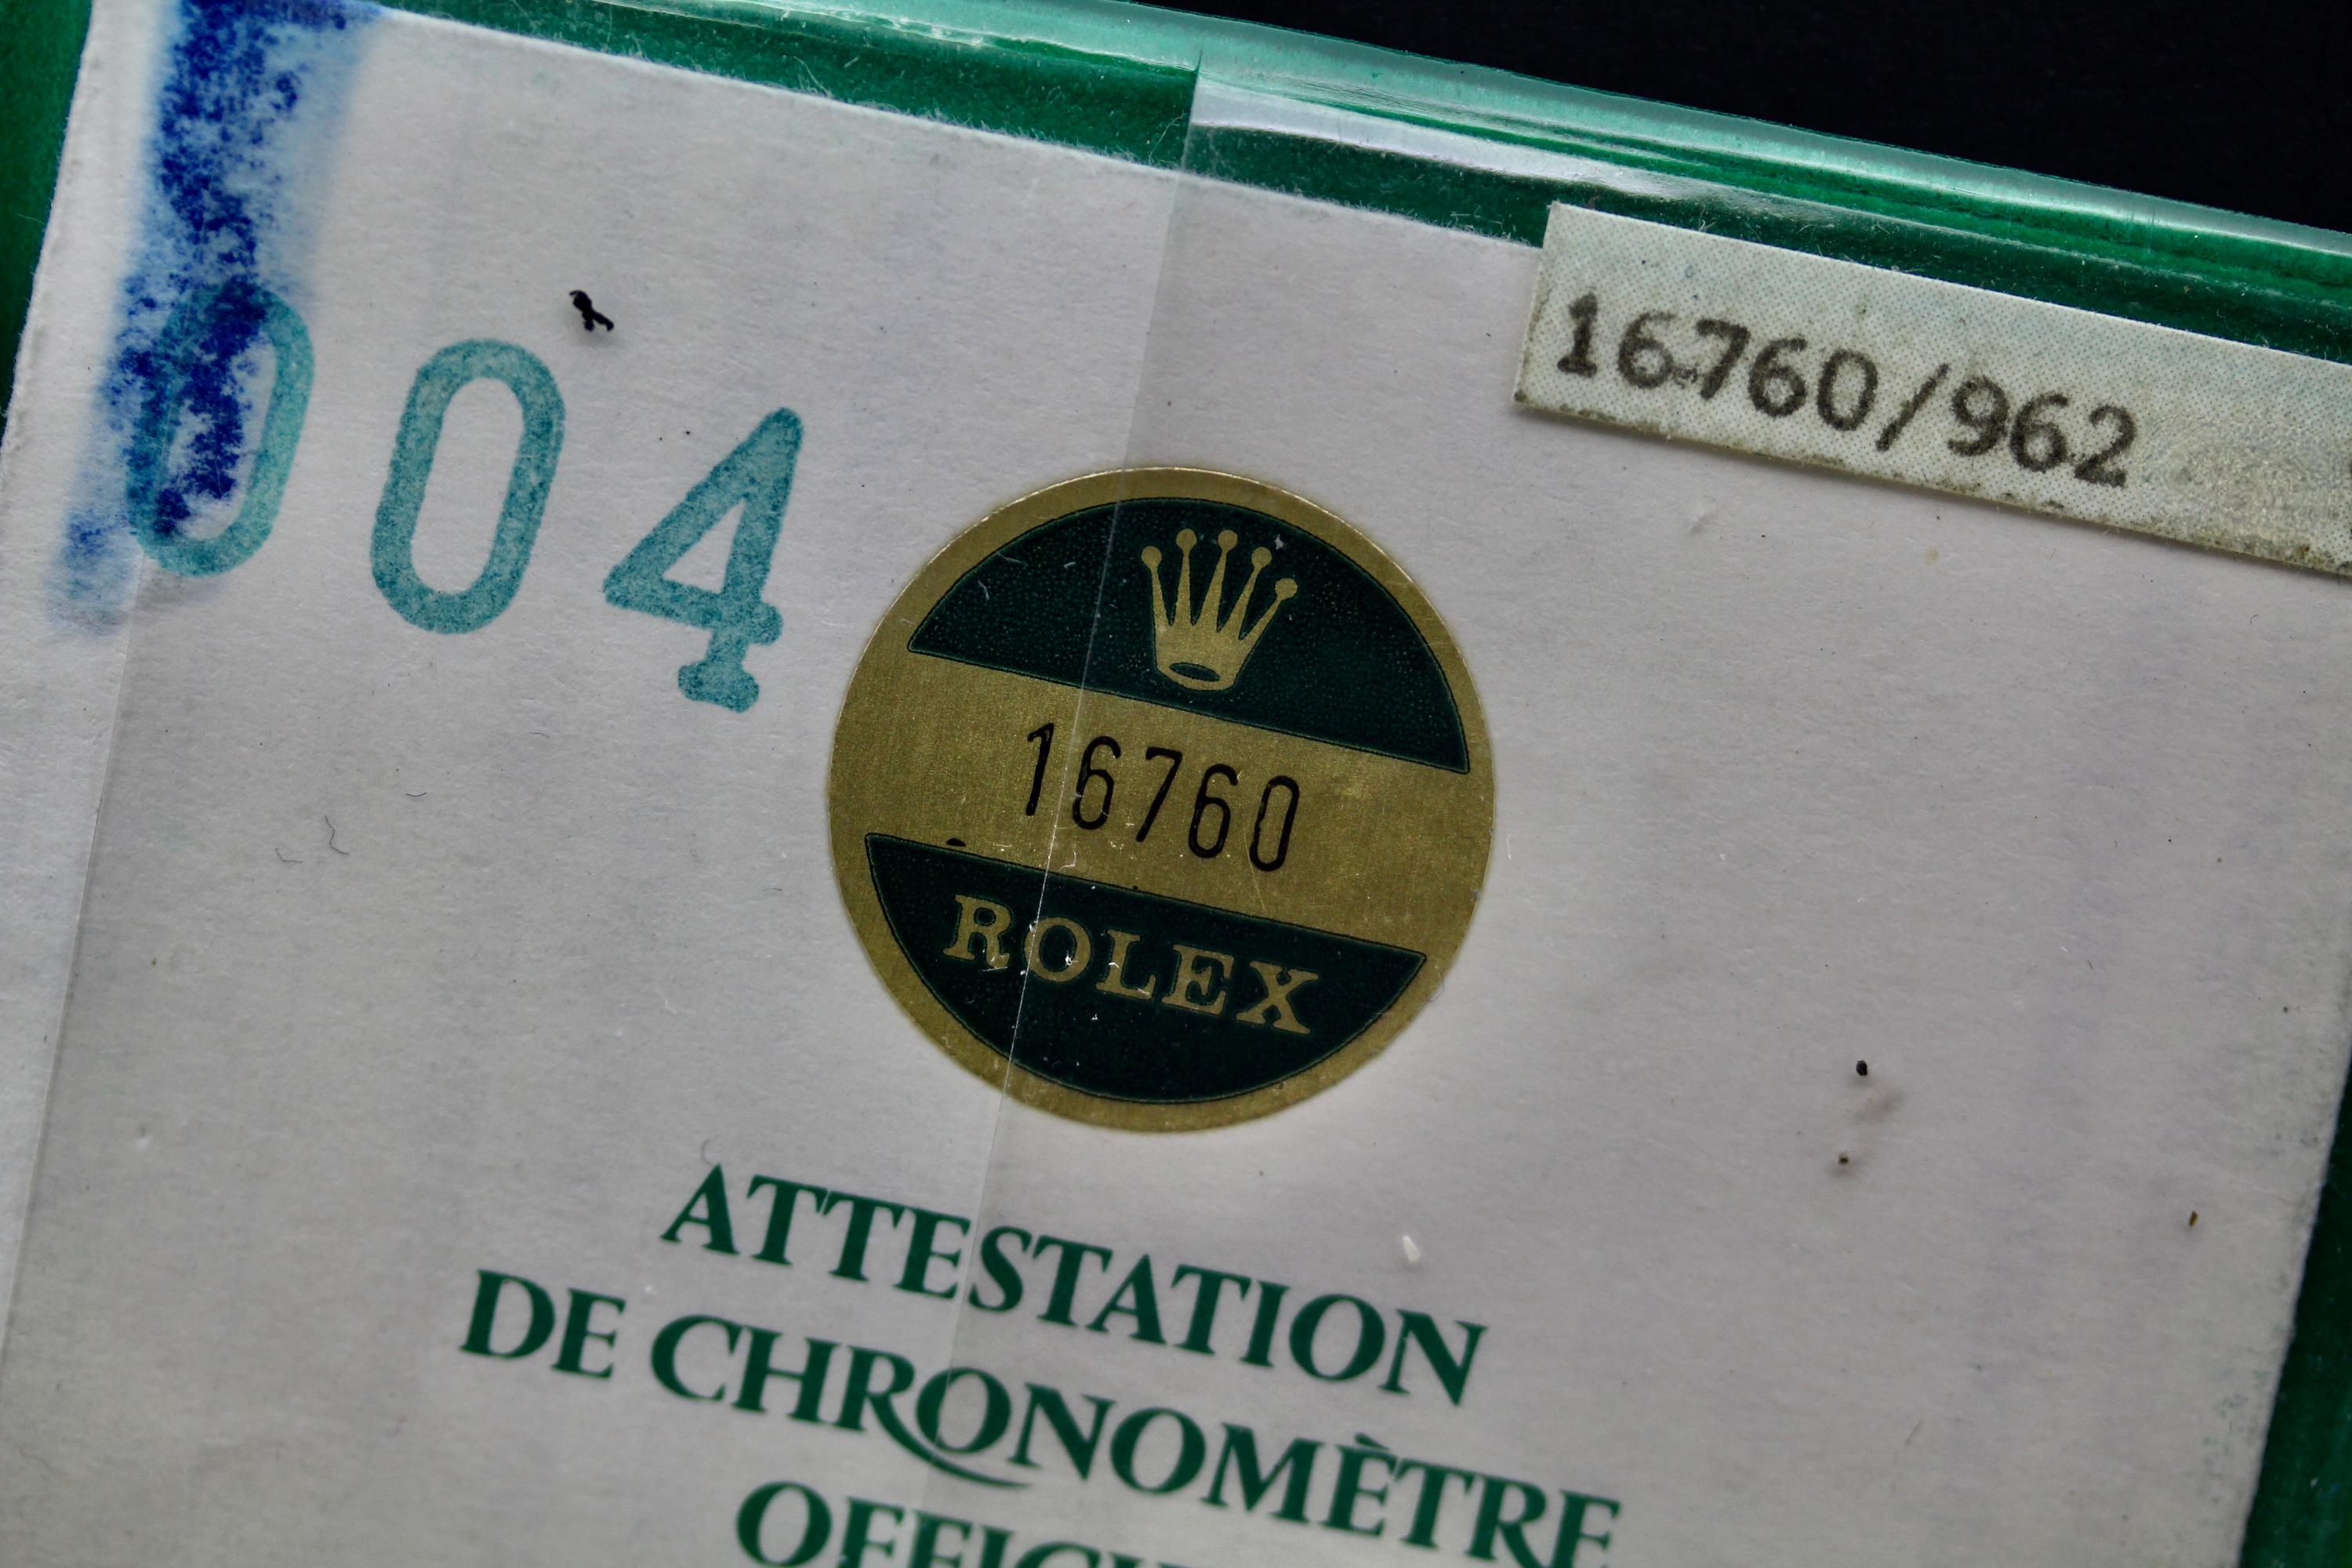 004
16760/962
16760
ROLEX
ATTESTATION
DE CHRONOMÈTRE